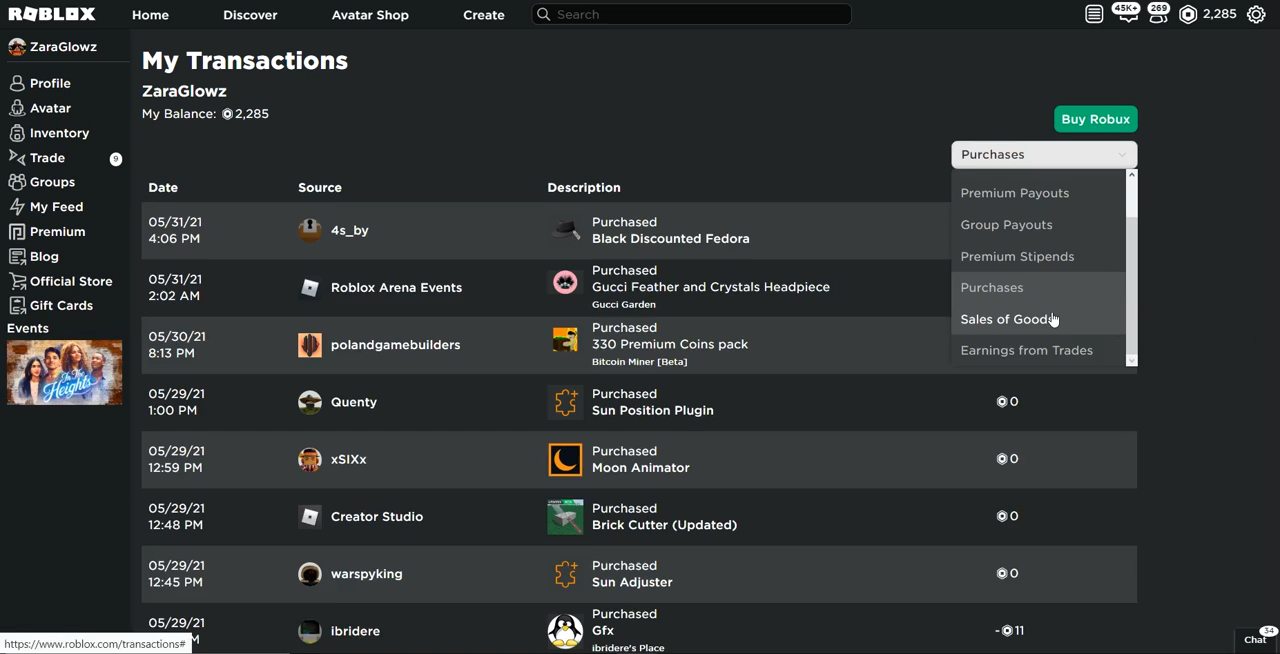 ROBLOX Home Discover Avatar Shop Create Search 45K+ 269 2,285
ZaraGlowz
Profile
Avatar
Inventory
Trade 9
Groups
My Feed
Premium
Blog
Official Store
Gift Cards
Events
In The Heights
My Transactions
ZaraGlowz
My Balance: 2,285
Buy Robux
Purchases
Premium Payouts
Group Payouts
Premium Stipends
Purchases
Sales of Goods
Earnings from Trades
Date Source Description
05/31/21
4:06 PM
4s_by
Purchased
Black Discounted Fedora
05/31/21
2:02 AM
Roblox Arena Events
Purchased
Gucci Feather and Crystals Headpiece
Gucci Garden
05/30/21
8:13 PM
polandgamebuilders
Purchased
330 Premium Coins pack
Bitcoin Miner [Beta]
05/29/21
1:00 PM
Quenty
Purchased
Sun Position Plugin
0
05/29/21
12:59 PM
xSIXx
Purchased
Moon Animator
0
05/29/21
12:48 PM
Creator Studio
Purchased
Brick Cutter (Updated)
0
05/29/21
12:45 PM
warspyking
Purchased
Sun Adjuster
0
05/29/21
M
ibridere
Purchased
Gfx
ibridere's Place
-11
https://www.roblox.com/transactions#
Chat 34